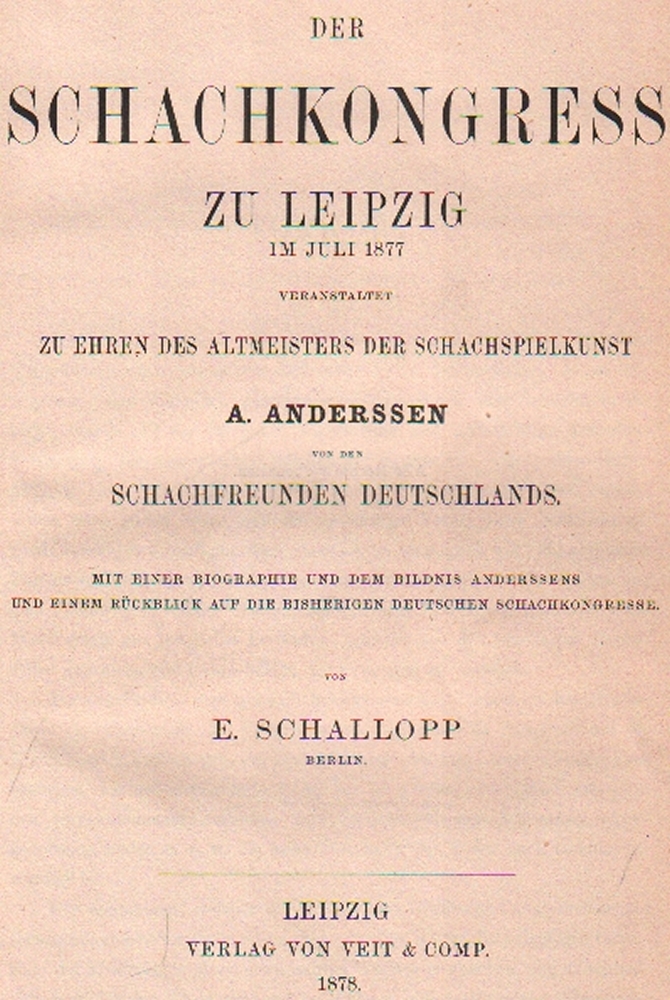 DER
SCHACHKONGRESS
ZU LEIPZIG
IM JULI 1877
VERANSTALTET
ZU EHREN DES ALTMEISTERS DER SCHACHSPIELKUNST
A. ANDERSSEN
VON DEN
SCHACHFREUNDEN DEUTSCHLANDS.
MIT EINER BIOGRAPHIE UND DEM BILDNIS ANDERSSENS
UND EINEM RÜCKBLICK AUF DIE BISHERIGEN DEUTSCHEN SCHACHKONGRESSE.
VON
E. SCHALLOPP
BERLIN.
LEIPZIG
VERLAG VON VEIT & COMP.
1878.